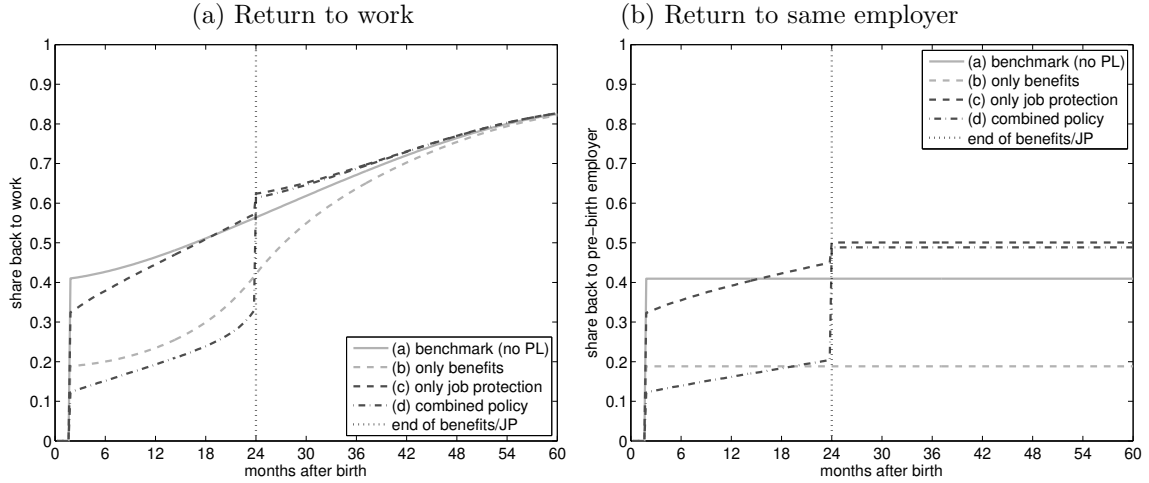 (a) Return to work
1
0.9
0.8
0.7
0.6
0.5
0.4
0.3
0.2
0.1
0
share back to work
(a) benchmark (no PL)
(b) only benefits
(c) only job protection
(d) combined policy
end of benefits/JP
0 6 12 18 24 30 36 42 48 54 60
months after birth
(b) Return to same employer
1
0.9
0.8
0.7
0.6
0.5
0.4
0.3
0.2
0.1
0
share back to pre−birth employer
(a) benchmark (no PL)
(b) only benefits
(c) only job protection
(d) combined policy
end of benefits/JP
0 6 12 18 24 30 36 42 48 54 60
months after birth